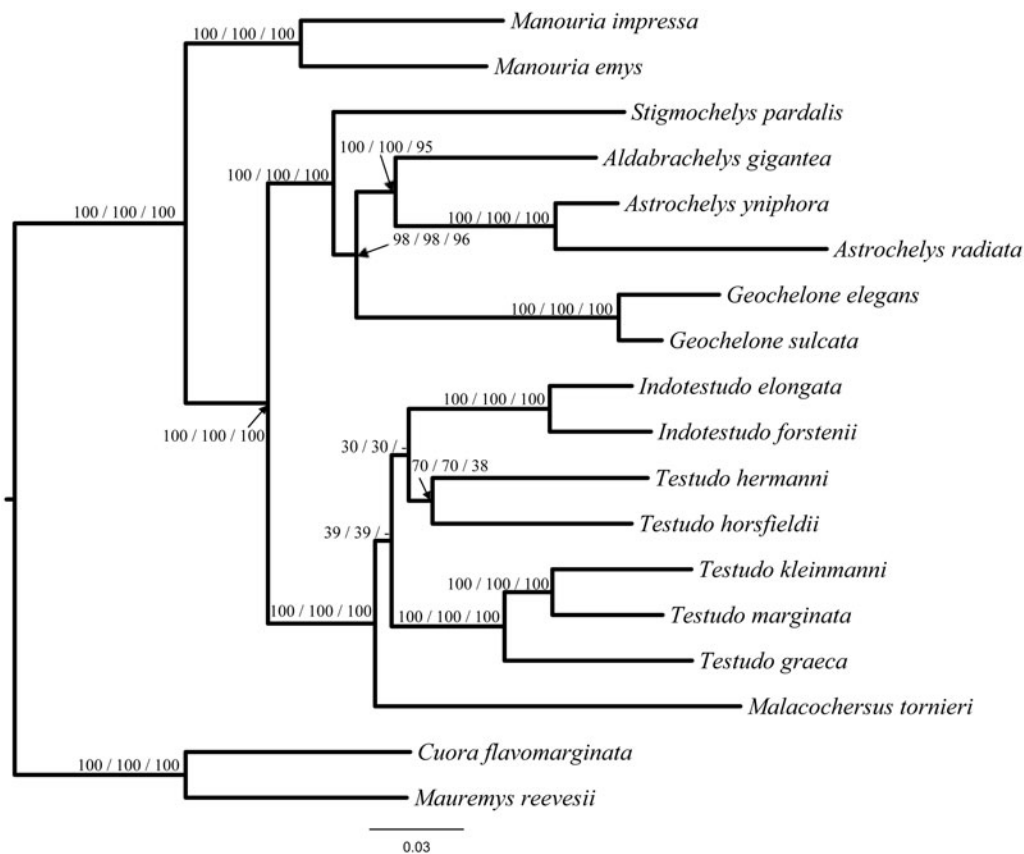 Manouria impressa
100 / 100 / 100
Manouria emys
Stigmochelys pardalis
100 / 100 / 95
Aldabrachelys gigantea
100 / 100 / 100
Astrochelys yniphora
100 / 100 / 100
100 / 100 / 100
98 / 98 / 96
Astrochelys radiata
Geochelone elegans
100 / 100 / 100
Geochelone sulcata
Indotestudo elongata
100 / 100 / 100
Indotestudo forstenii
100 / 100 / 100
30 / 30 / -
70 / 70 / 38
Testudo hermanni
Testudo horsfieldii
39 / 39 / -
Testudo kleinmanni
100 / 100 / 100
Testudo marginata
100 / 100 / 100
100 / 100 / 100
Testudo graeca
Malacochersus tornieri
Cuora flavomarginata
100 / 100 / 100
Mauremys reevesii
0.03